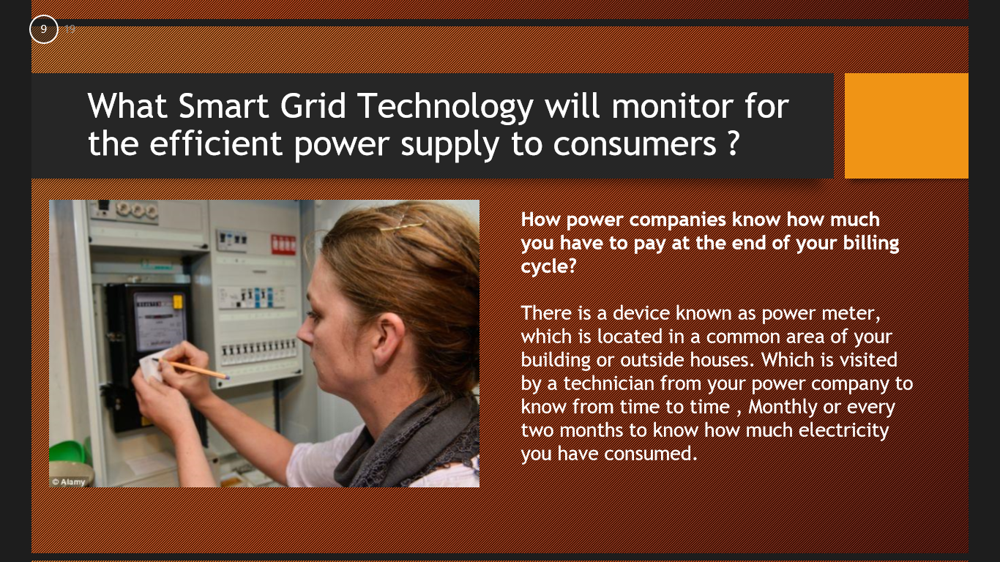 9
19
What Smart Grid Technology will monitor for
the efficient power supply to consumers ?
How power companies know how much
you have to pay at the end of your billing
cycle?
There is a device known as power meter,
which is located in a common area of your
building or outside houses. Which is visited
by a technician from your power company to
know from time to time , Monthly or every
two months to know how much electricity
you have consumed.
© Alamy